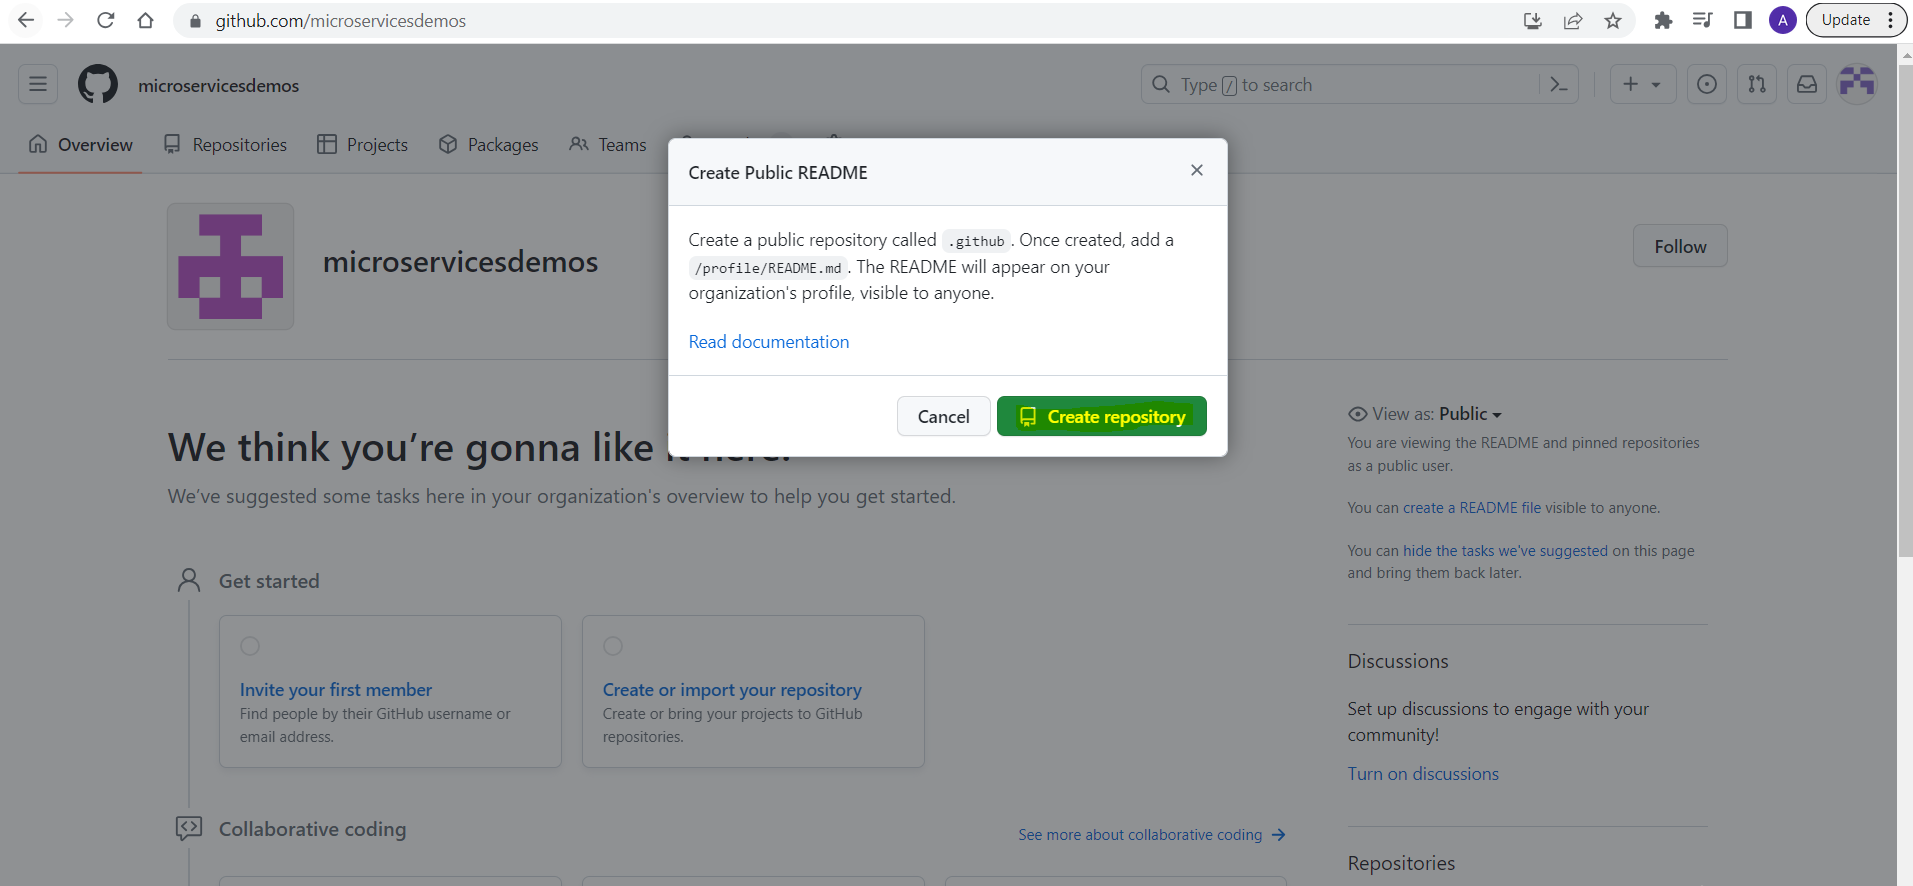 github.com/microservicesdemos
A
Update
microservicesdemos
Type / to search
Overview
Repositories
Projects
Packages
Teams
Create Public README
Create a public repository called .github. Once created, add a
/profile/README.md. The README will appear on your
organization's profile, visible to anyone.
Read documentation
Cancel
Create repository
microservicesdemos
Follow
We think you’re gonna like it here.
We’ve suggested some tasks here in your organization's overview to help you get started.
View as: Public
You are viewing the README and pinned repositories
as a public user.
You can create a README file visible to anyone.
You can hide the tasks we’ve suggested on this page
and bring them back later.
Get started
Invite your first member
Find people by their GitHub username or
email address.
Create or import your repository
Create or bring your projects to GitHub
repositories.
Discussions
Set up discussions to engage with your
community!
Turn on discussions
Collaborative coding
See more about collaborative coding
Repositories